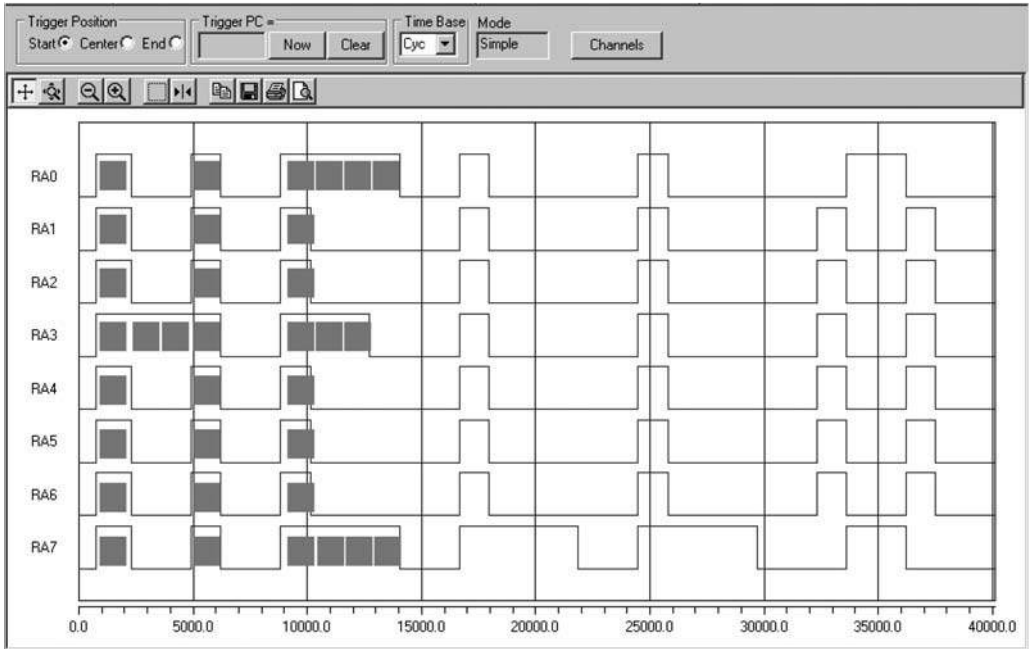 Trigger Position Trigger PC = Time Base Mode
Start Center End Now Clear Cyc Simple Channels
RA0
RA1
RA2
RA3
RA4
RA5
RA6
RA7
0.0 5000.0 10000.0 15000.0 20000.0 25000.0 30000.0 35000.0 40000.0